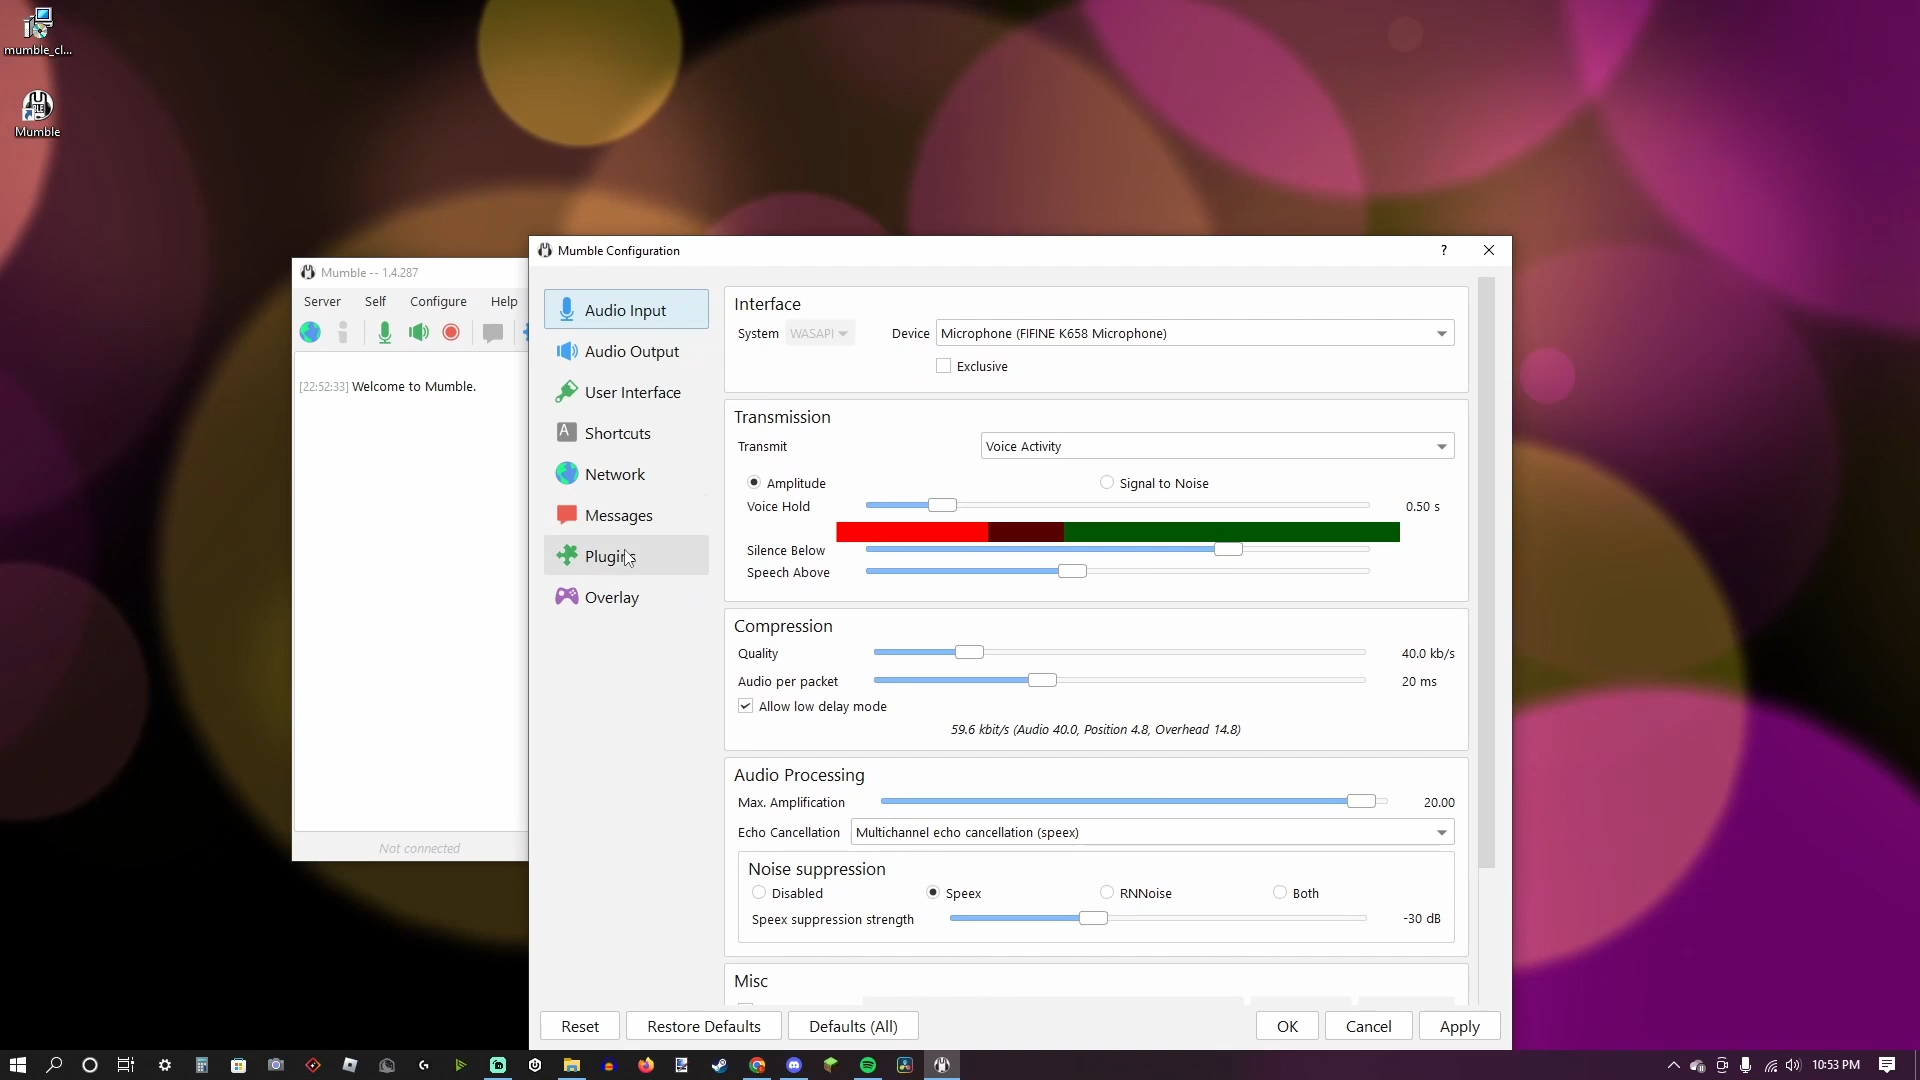 mumble_cl...
Mumble
Mumble -- 1.4.287
Server Self Configure Help
[22:52:33] Welcome to Mumble.
Not connected
Mumble Configuration
?
Audio Input
Audio Output
User Interface
Shortcuts
Network
Messages
Plugins
Overlay
Interface
System WASAPI Device Microphone (FIFINE K658 Microphone)
Exclusive
Transmission
Transmit Voice Activity
Amplitude Signal to Noise
Voice Hold 0.50 s
Silence Below
Speech Above
Compression
Quality 40.0 kb/s
Audio per packet 20 ms
Allow low delay mode
59.6 kbit/s (Audio 40.0, Position 4.8, Overhead 14.8)
Audio Processing
Max. Amplification 20.00
Echo Cancellation Multichannel echo cancellation (speex)
Noise suppression
Disabled Speex RNNoise Both
Speex suppression strength -30 dB
Misc
Reset Restore Defaults Defaults (All) OK Cancel Apply
10:53 PM